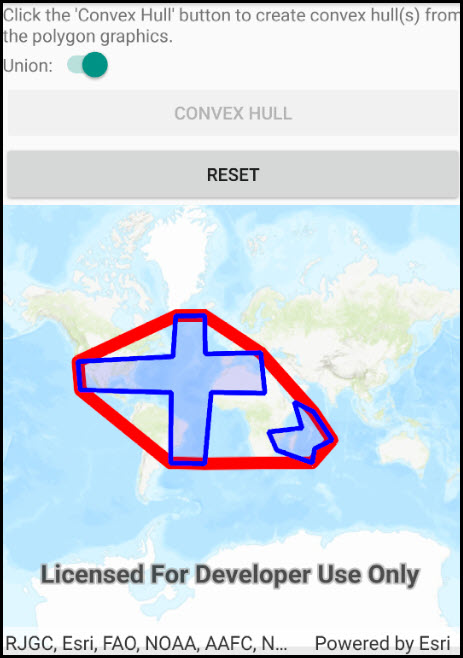 Click the 'Convex Hull' button to create convex hull(s) from
the polygon graphics.
Union:
CONVEX HULL
RESET
Licensed For Developer Use Only
RJGC, Esri, FAO, NOAA, AAFC, N... Powered by Esri